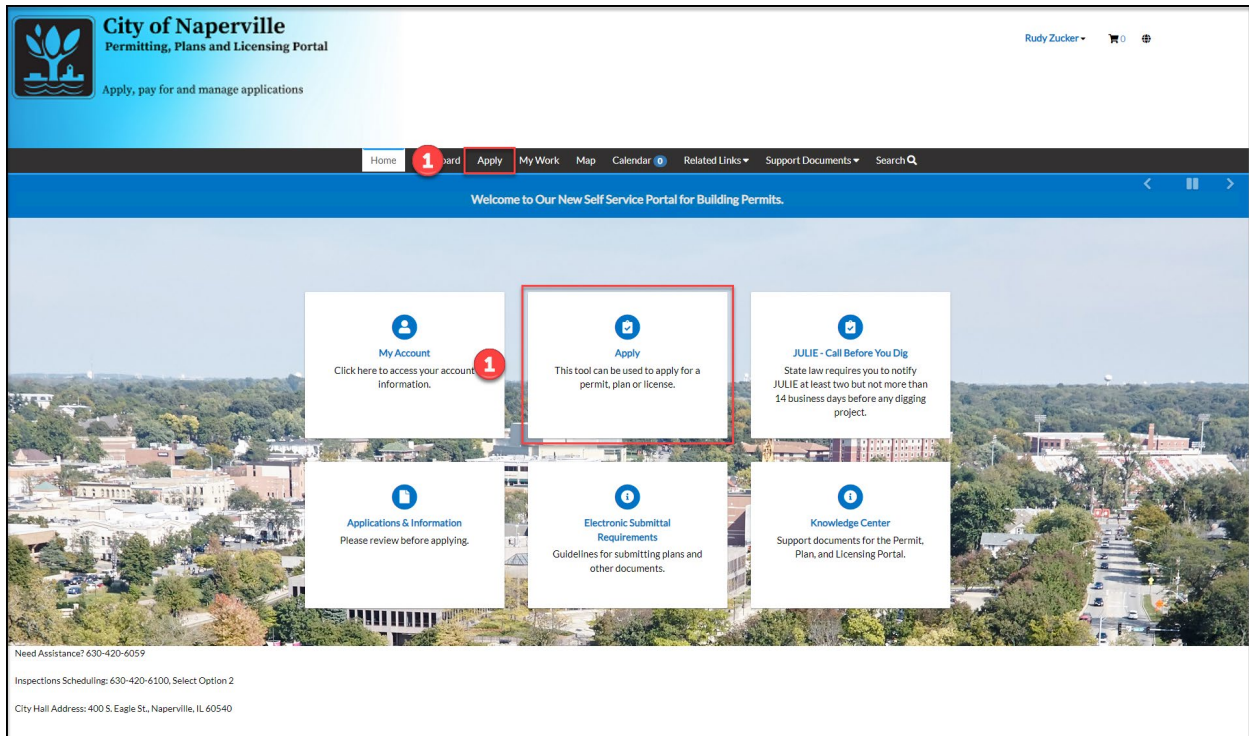 City of Naperville
Permitting, Plans and Licensing Portal
Apply, pay for and manage applications
Rudy Zucker
0
Home 1 ard Apply My Work Map Calendar 0 Related Links Support Documents Search
Welcome to Our New Self Service Portal for Building Permits.
My Account
Click here to access your account
information.
1
Apply
This tool can be used to apply for a
permit, plan or license.
JULIE - Call Before You Dig
State law requires you to notify
JULIE at least two but not more than
14 business days before any digging
project.
Applications & Information
Please review before applying.
Electronic Submittal
Requirements
Guidelines for submitting plans and
other documents.
Knowledge Center
Support documents for the Permit,
Plan, and Licensing Portal.
Need Assistance? 630-420-6059
Inspections Scheduling: 630-420-6100, Select Option 2
City Hall Address: 400 S. Eagle St., Naperville, IL 60540